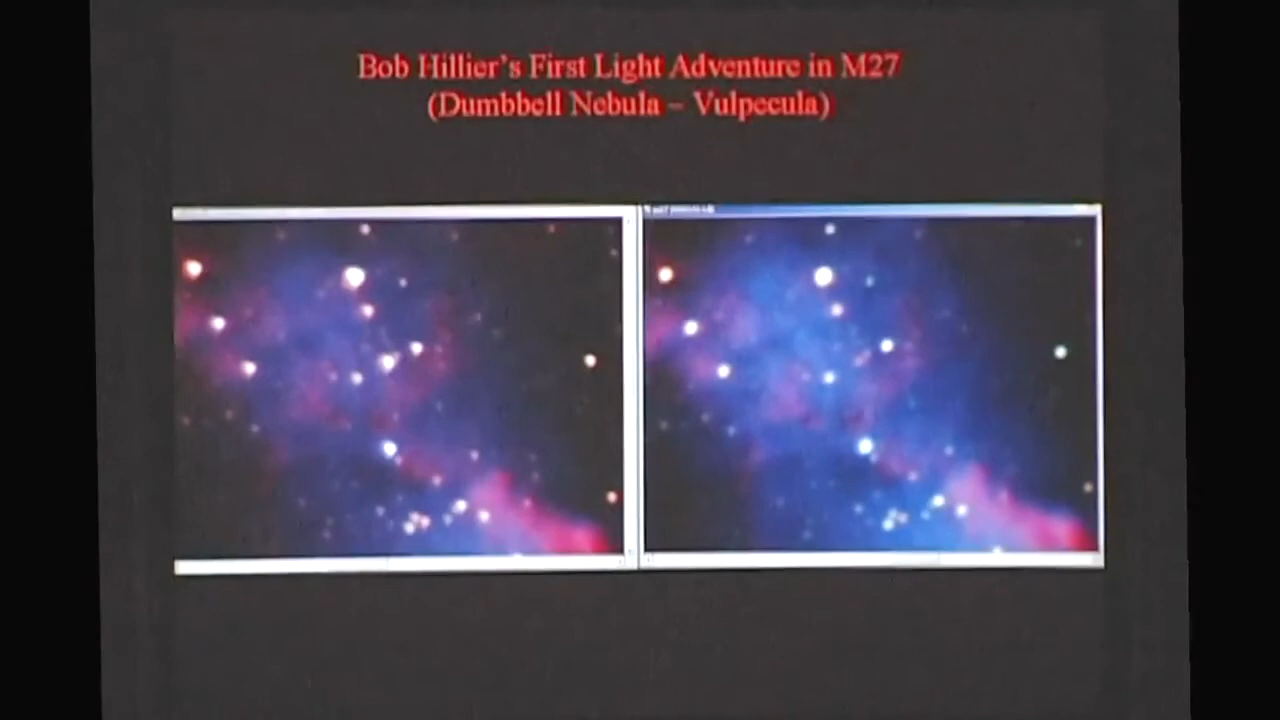 Bob Hillier's First Light Adventure in M27
(Dumbbell Nebula – Vulpecula)